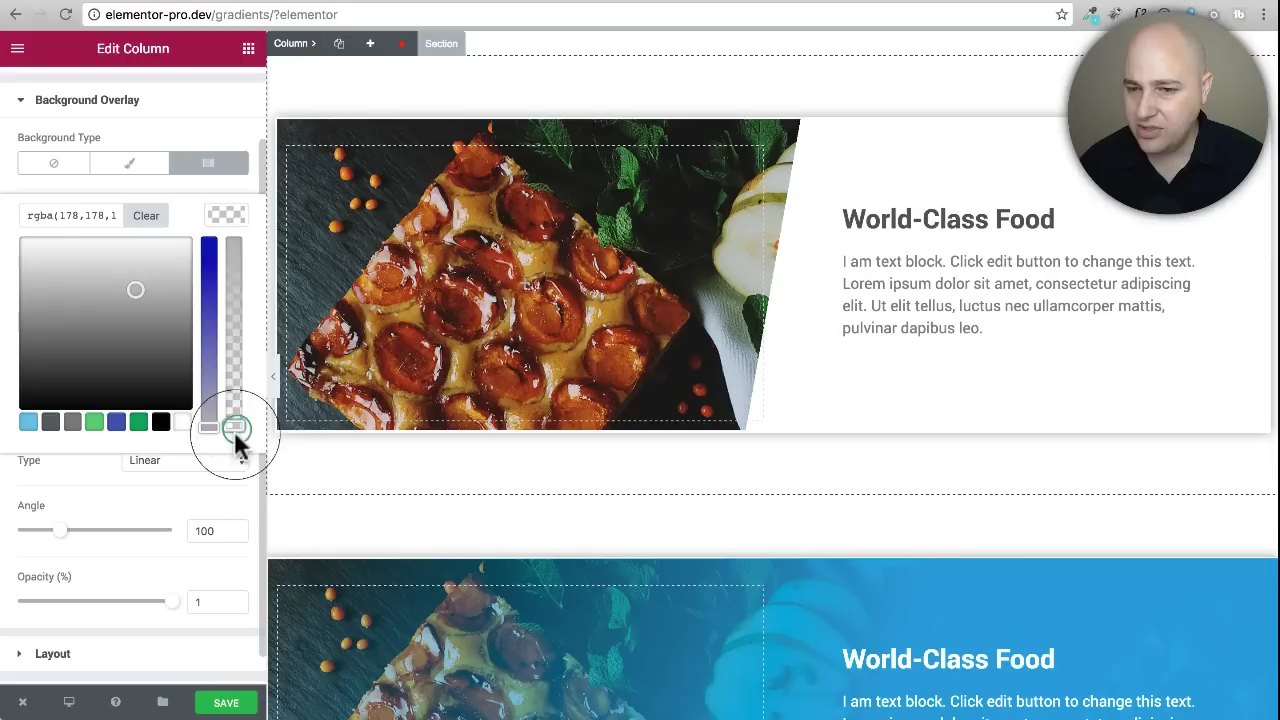 elementor-pro.dev/gradients/?elementor
Edit Column
Column
Section
Background Overlay
Background Type
rgba(178,178,1
Clear
Type
Linear
Angle
100
Opacity (%)
1
Layout
SAVE
World-Class Food
I am text block. Click edit button to change this text.
Lorem ipsum dolor sit amet, consectetur adipiscing
elit. Ut elit tellus, luctus nec ullamcorper mattis,
pulvinar dapibus leo.
World-Class Food
I am text block. Click edit button to change this text.